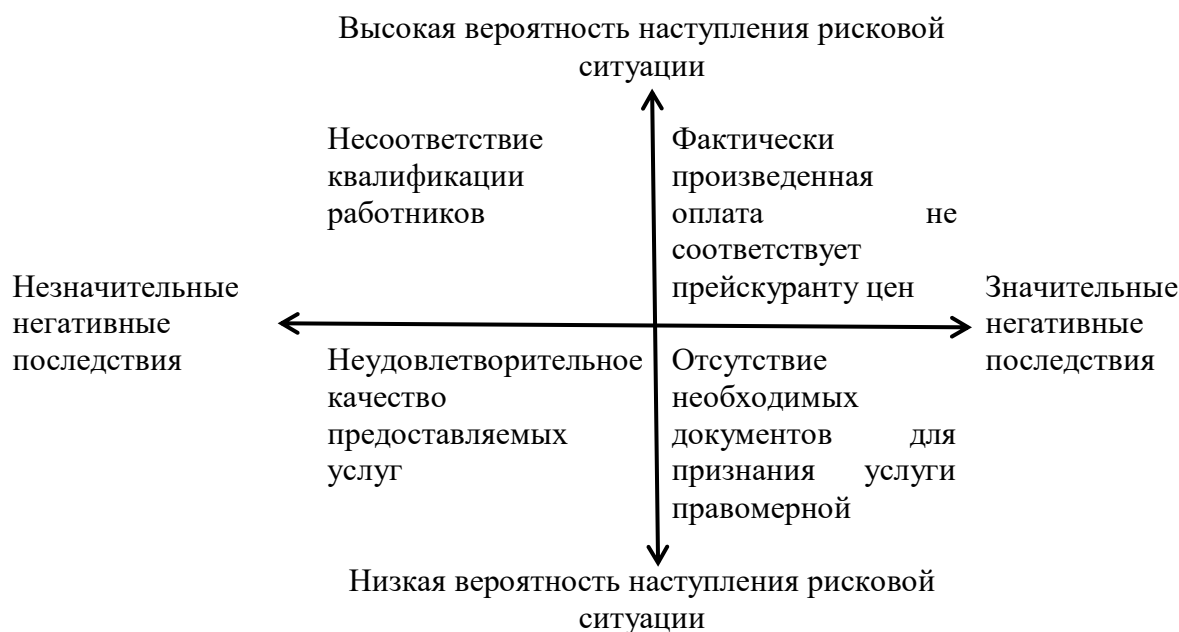 Высокая вероятность наступления рисковой
ситуации
Несоответствие
квалификации
работников
Фактически
произведенная
оплата не
соответствует
прейскуранту цен
Незначительные
негативные
последствия
Значительные
негативные
последствия
Неудовлетворительное
качество
предоставляемых
услуг
Отсутствие
необходимых
документов для
признания услуги
правомерной
Низкая вероятность наступления рисковой
ситуации